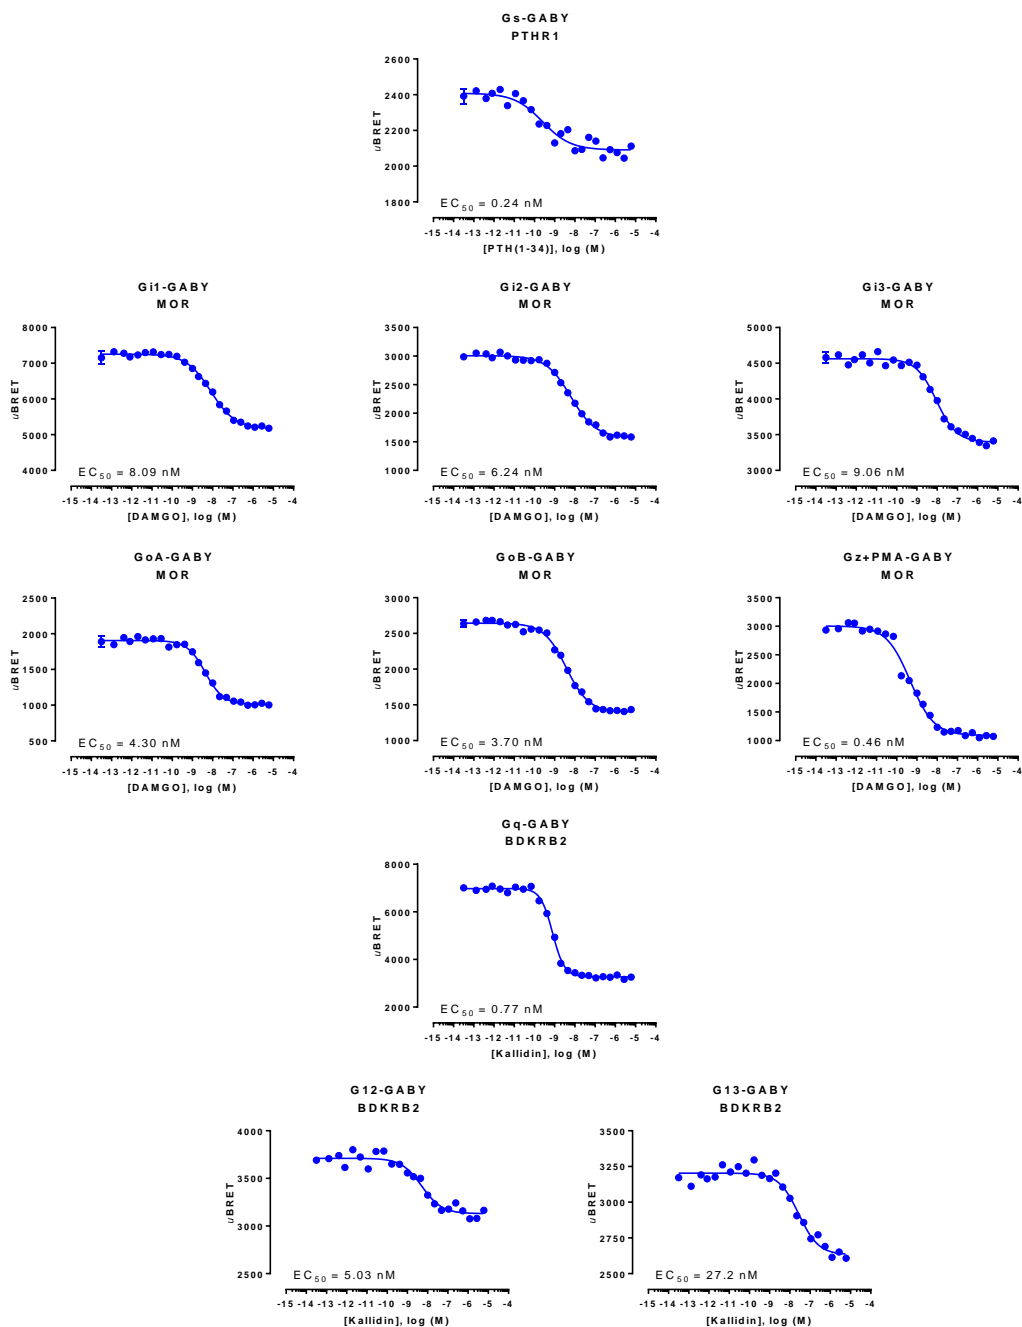 Gs-GABY
PTHR1
2600
2400
2200
2000
1800
uBRET
EC50 = 0.24 nM
-15 -14 -13 -12 -11 -10 -9 -8 -7 -6 -5 -4
[PTH(1-34)], log (M)
Gi1-GABY
MOR
8000
7000
6000
5000
4000
uBRET
EC50 = 8.09 nM
-15 -14 -13 -12 -11 -10 -9 -8 -7 -6 -5 -4
[DAMGO], log (M)
Gi2-GABY
MOR
3500
3000
2500
2000
1500
1000
uBRET
EC50 = 6.24 nM
-15 -14 -13 -12 -11 -10 -9 -8 -7 -6 -5 -4
[DAMGO], log (M)
Gi3-GABY
MOR
5000
4500
4000
3500
3000
uBRET
EC50 = 9.06 nM
-15 -14 -13 -12 -11 -10 -9 -8 -7 -6 -5 -4
[DAMGO], log (M)
GoA-GABY
MOR
2500
2000
1500
1000
500
uBRET
EC50 = 4.30 nM
-15 -14 -13 -12 -11 -10 -9 -8 -7 -6 -5 -4
[DAMGO], log (M)
GoB-GABY
MOR
3000
2500
2000
1500
1000
uBRET
EC50 = 3.70 nM
-15 -14 -13 -12 -11 -10 -9 -8 -7 -6 -5 -4
[DAMGO], log (M)
Gz+PMA-GABY
MOR
3500
3000
2500
2000
1500
1000
uBRET
EC50 = 0.46 nM
-15 -14 -13 -12 -11 -10 -9 -8 -7 -6 -5 -4
[DAMGO], log (M)
Gq-GABY
BDKRB2
8000
6000
4000
2000
uBRET
EC50 = 0.77 nM
-15 -14 -13 -12 -11 -10 -9 -8 -7 -6 -5 -4
[Kallidin], log (M)
G12-GABY
BDKRB2
4000
3500
3000
2500
uBRET
EC50 = 5.03 nM
-15 -14 -13 -12 -11 -10 -9 -8 -7 -6 -5 -4
[Kallidin], log (M)
G13-GABY
BDKRB2
3500
3250
3000
2750
2500
uBRET
EC50 = 27.2 nM
-15 -14 -13 -12 -11 -10 -9 -8 -7 -6 -5 -4
[Kallidin], log (M)